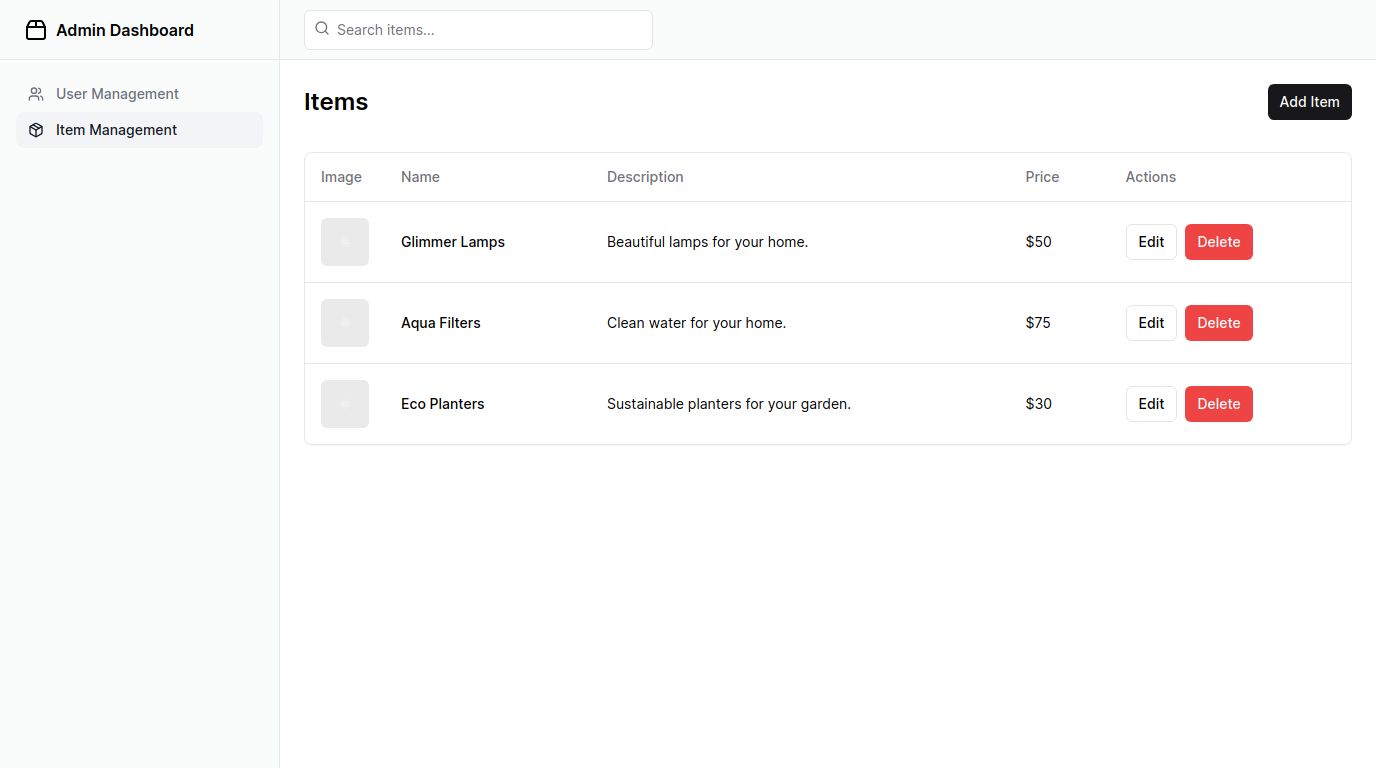 Admin Dashboard
Search items...
User Management
Item Management
Items
Add Item
Image Name Description Price Actions
Glimmer Lamps Beautiful lamps for your home. $50 Edit Delete
Aqua Filters Clean water for your home. $75 Edit Delete
Eco Planters Sustainable planters for your garden. $30 Edit Delete